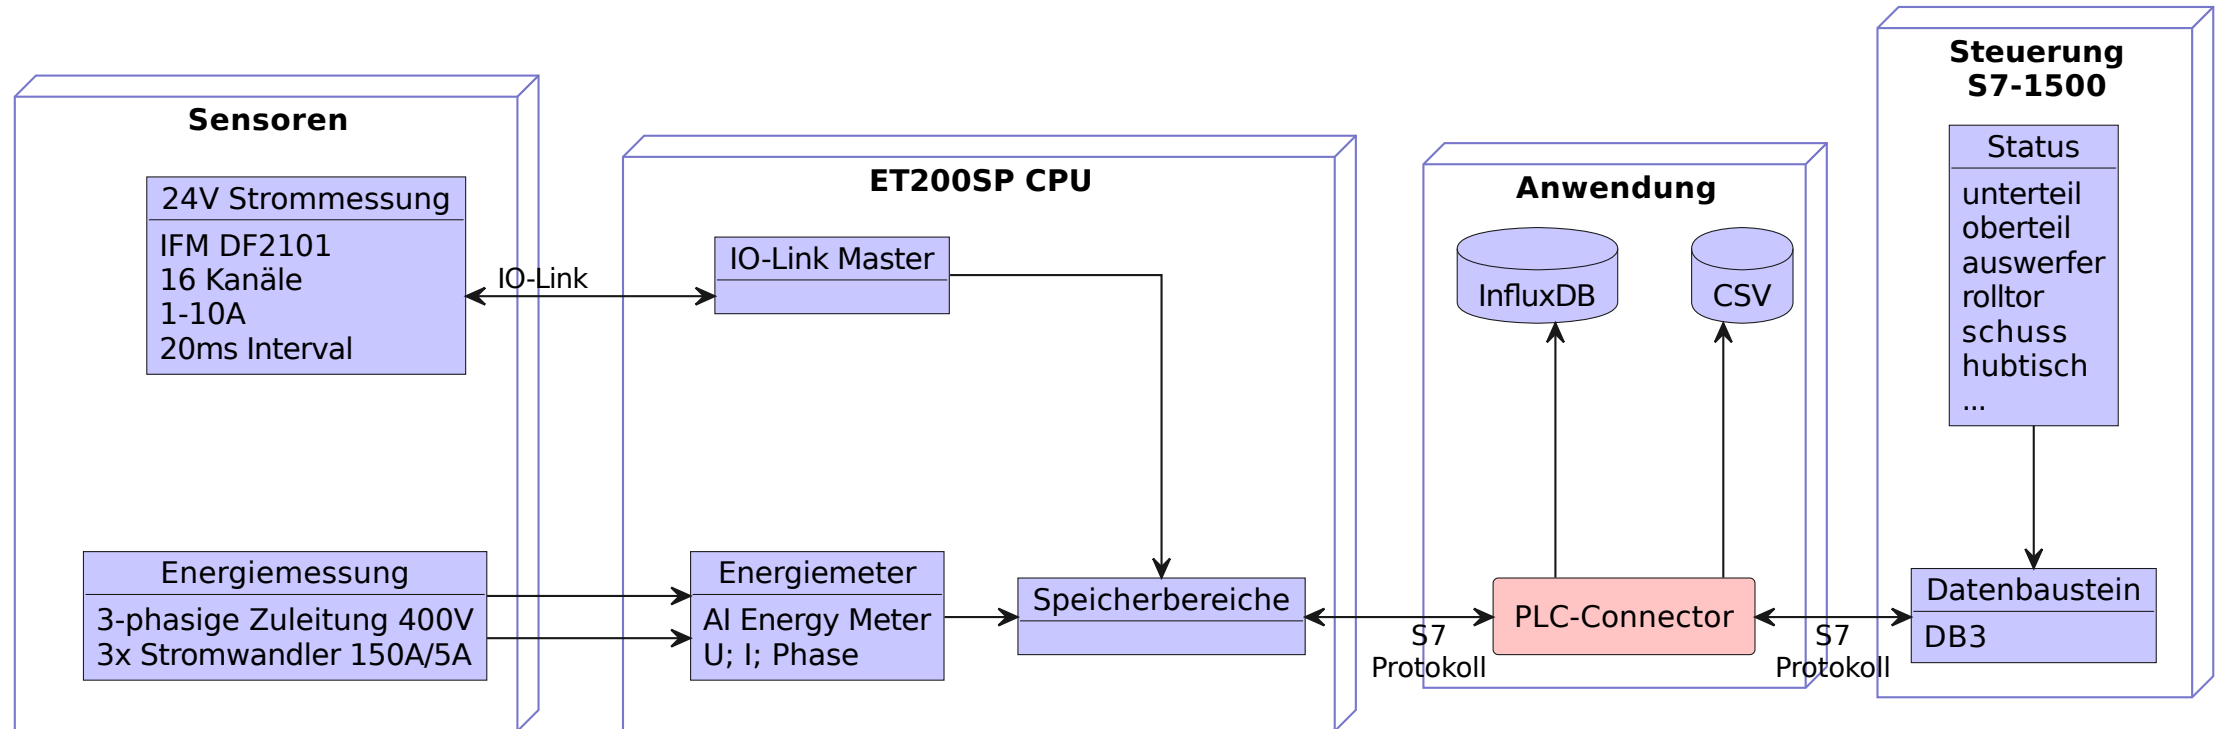 Sensoren
24V Strommessung
IFM DF2101
16 Kanäle
1-10A
20ms Interval
Energiemessung
3-phasige Zuleitung 400V
3x Stromwandler 150A/5A
IO-Link
ET200SP CPU
IO-Link Master
Energiemeter
AI Energy Meter
U; I; Phase
Speicherbereiche
S7
Protokoll
Anwendung
InfluxDB
CSV
PLC-Connector
S7
Protokoll
Steuerung
S7-1500
Status
unterteil
oberteil
auswerfer
rolltor
schuss
hubtisch
...
Datenbaustein
DB3